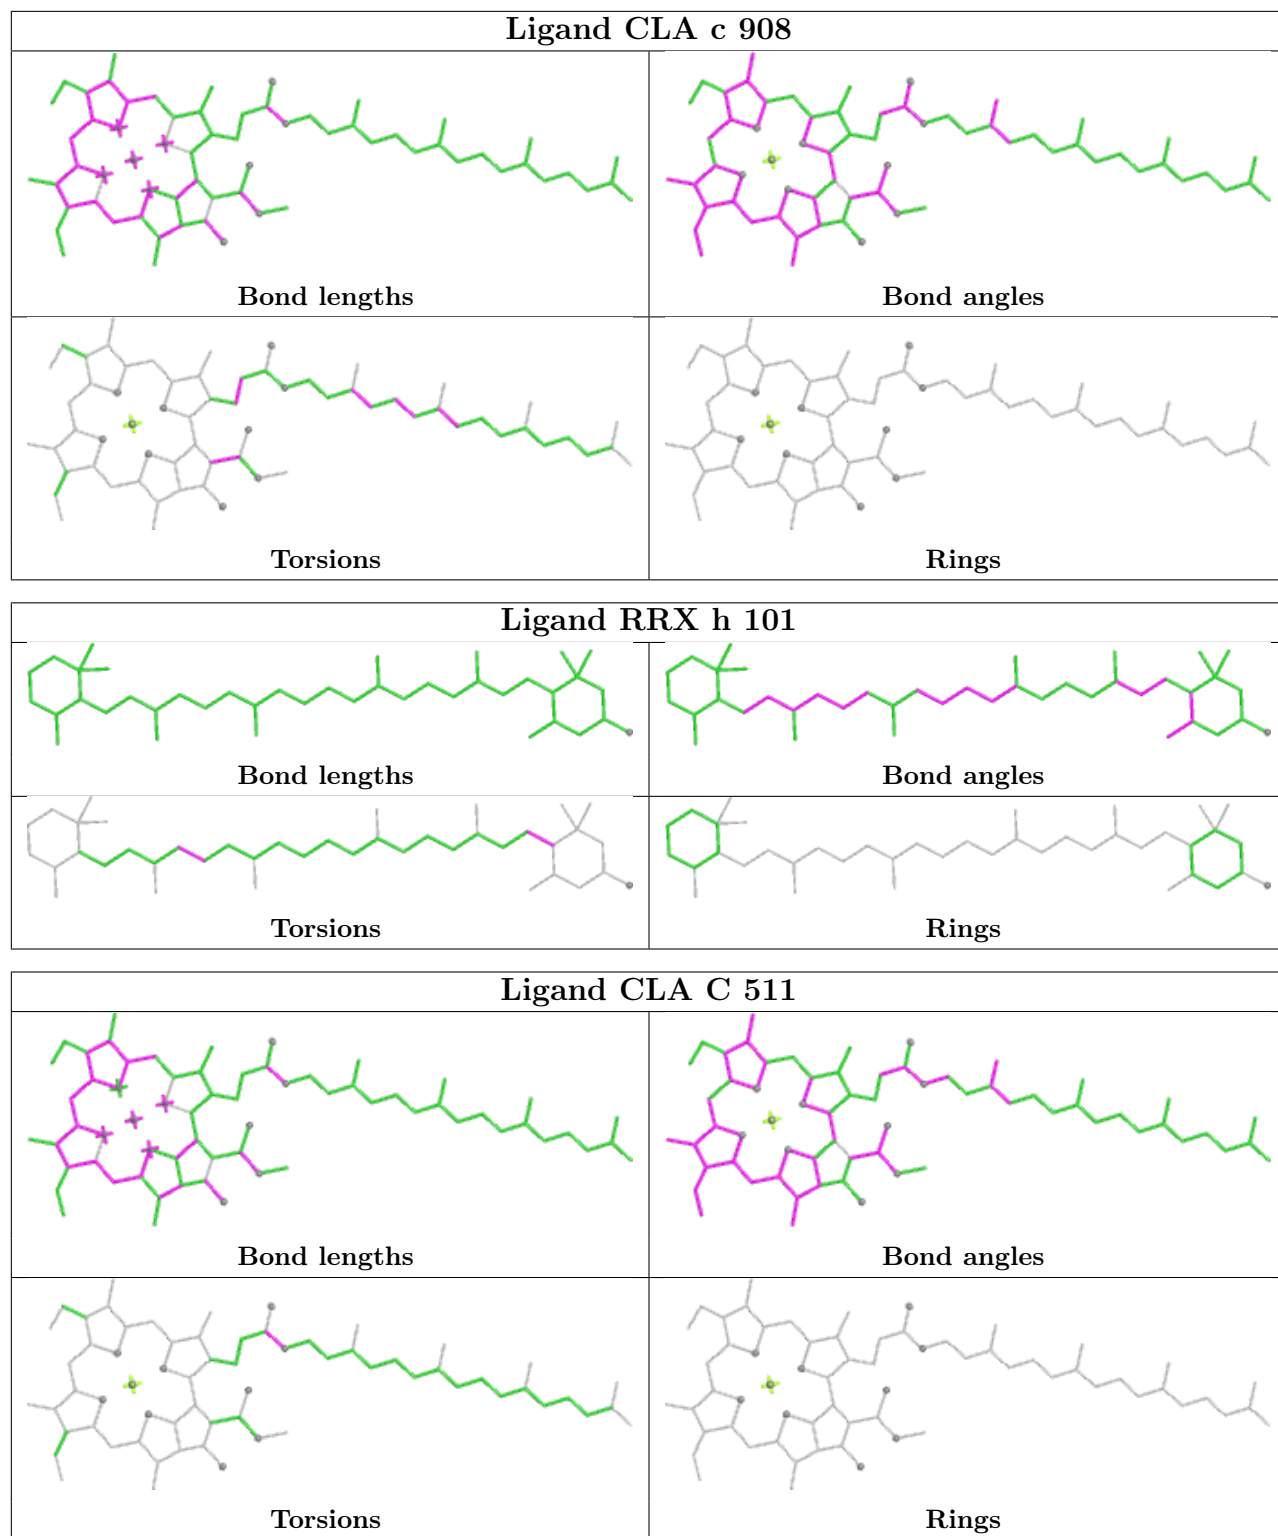 Ligand CLA c 908
Bond lengths
Bond angles
Torsions
Rings
Ligand RRX h 101
Bond lengths
Bond angles
Torsions
Rings
Ligand CLA C 511
Bond lengths
Bond angles
Torsions
Rings